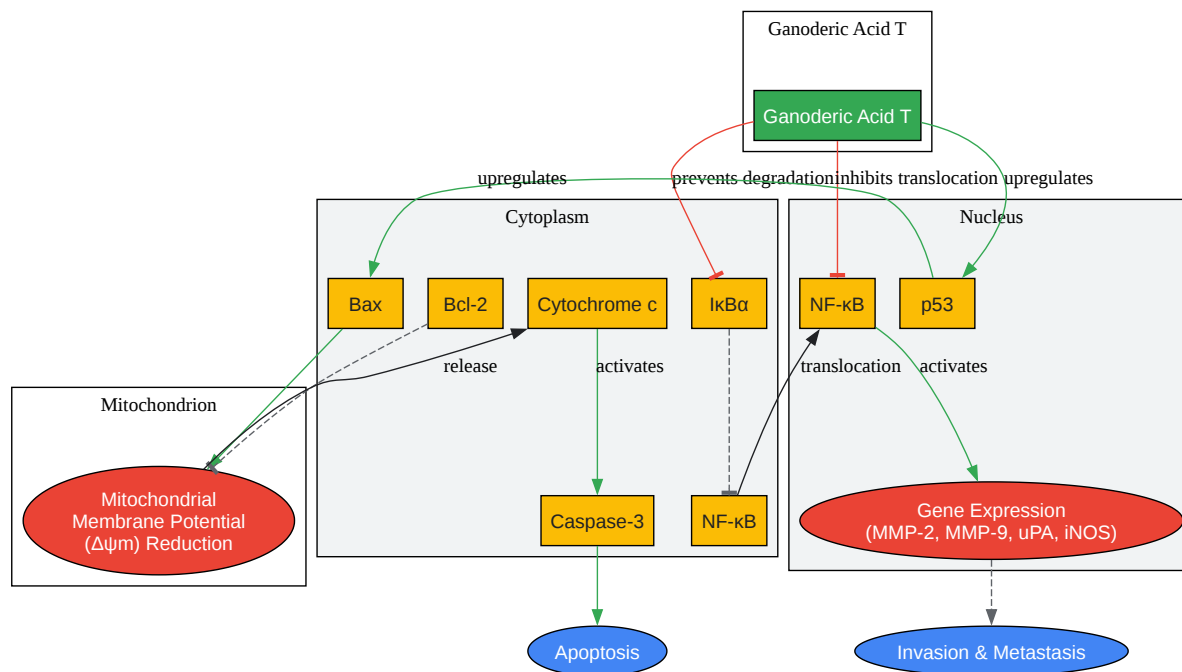 Ganoderic Acid T
Ganoderic Acid T
upregulates
prevents degradation
inhibits translocation
upregulates
Cytoplasm
Nucleus
Bax
Bcl-2
Cytochrome c
IκBα
NF-κB
p53
release
activates
translocation
activates
Mitochondrion
Mitochondrial
Membrane Potential
(Δψm) Reduction
Caspase-3
NF-κB
Gene Expression
(MMP-2, MMP-9, uPA, iNOS)
Apoptosis
Invasion & Metastasis